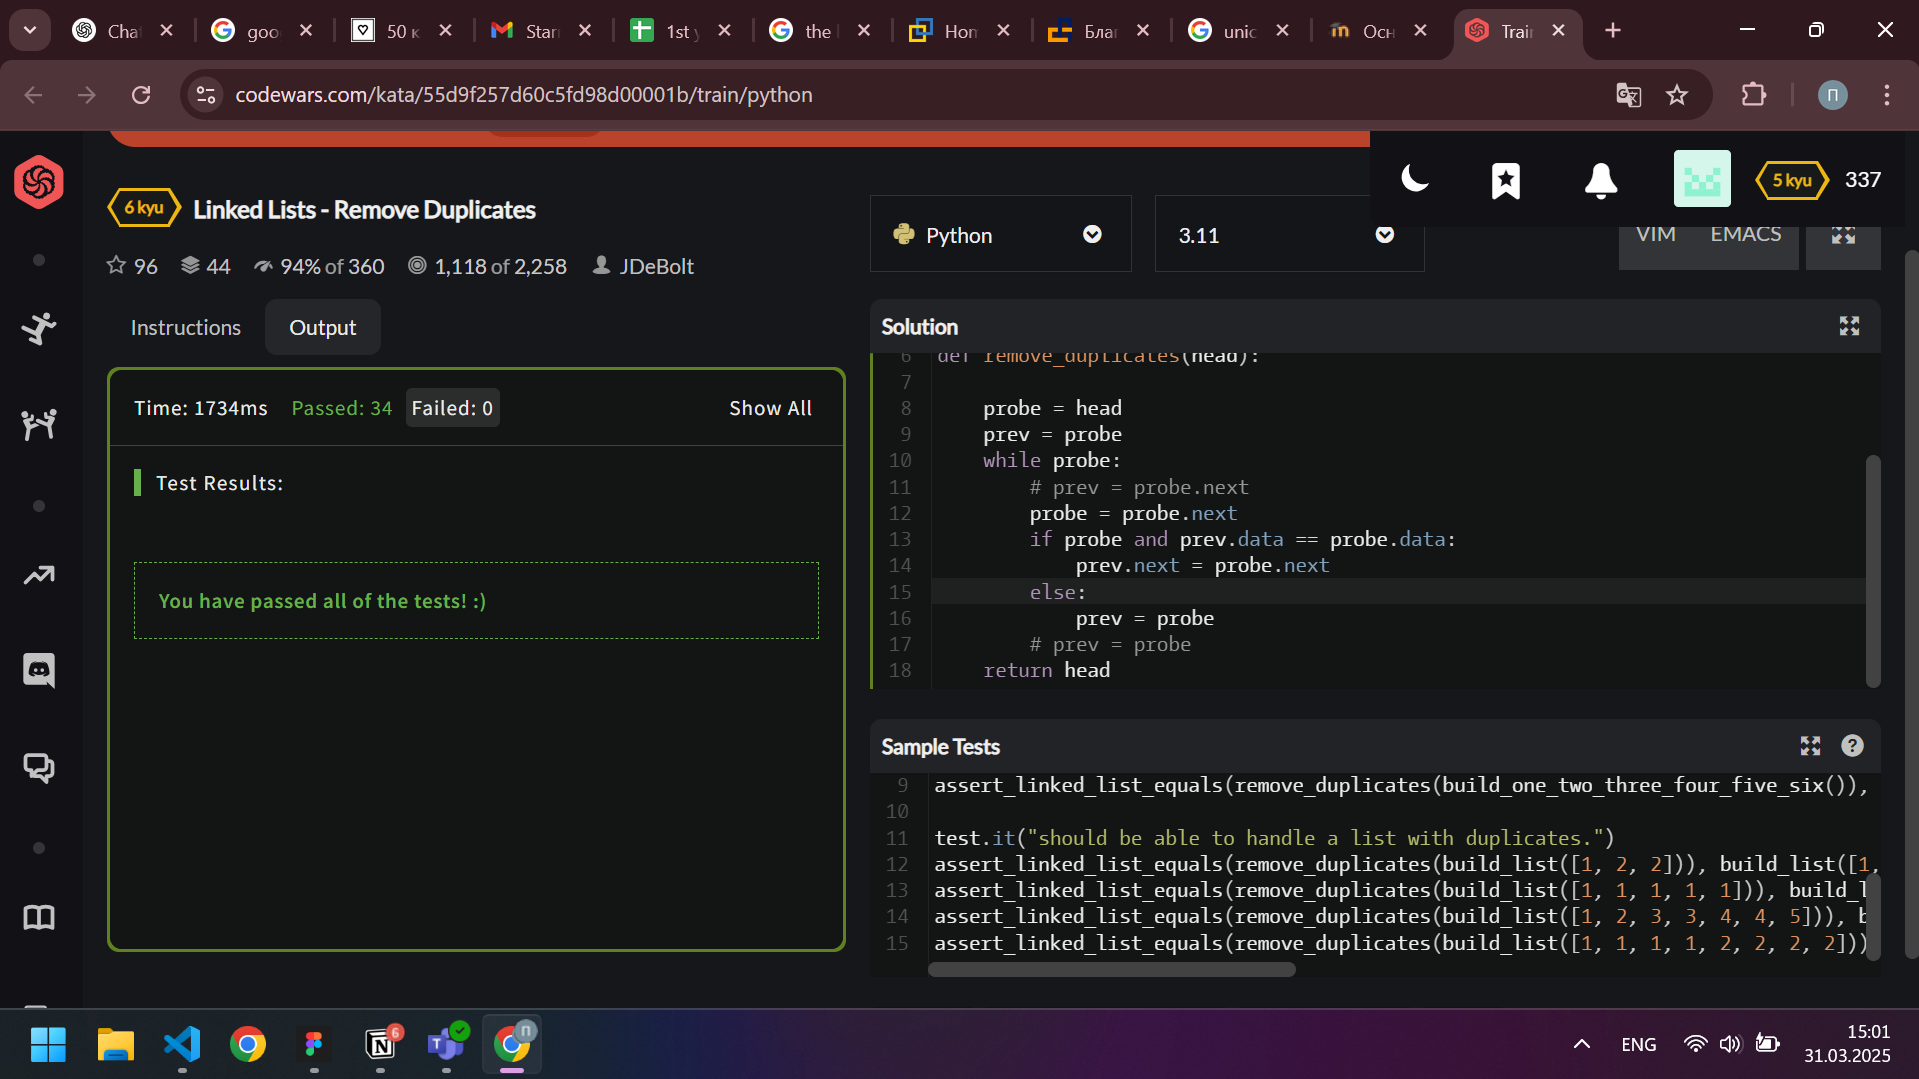 Cha
goo
50 к
Star
1st y
the
Hon
Бла
unic
Осн
Trai
codewars.com/kata/55d9f257d60c5fd98d00001b/train/python
П
6 kyu
Linked Lists - Remove Duplicates
96 44 94% of 360 1,118 of 2,258 JDeBolt
Python
3.11
5 kyu
337
VIM
EMACS
Instructions
Output
Time: 1734ms Passed: 34 Failed: 0 Show All
Test Results:
You have passed all of the tests! :)
Solution
6 def remove_duplicates(head):
7
8 probe = head
9 prev = probe
10 while probe:
11 # prev = probe.next
12 probe = probe.next
13 if probe and prev.data == probe.data:
14 prev.next = probe.next
15 else:
16 prev = probe
17 # prev = probe
18 return head
Sample Tests
?
9 assert_linked_list_equals(remove_duplicates(build_one_two_three_four_five_six()),
10
11 test.it("should be able to handle a list with duplicates.")
12 assert_linked_list_equals(remove_duplicates(build_list([1, 2, 2])), build_list([1,
13 assert_linked_list_equals(remove_duplicates(build_list([1, 1, 1, 1, 1])), build_l
14 assert_linked_list_equals(remove_duplicates(build_list([1, 2, 3, 3, 4, 4, 5])), b
15 assert_linked_list_equals(remove_duplicates(build_list([1, 1, 1, 1, 2, 2, 2, 2]))
6
П
ENG
15:01
31.03.2025